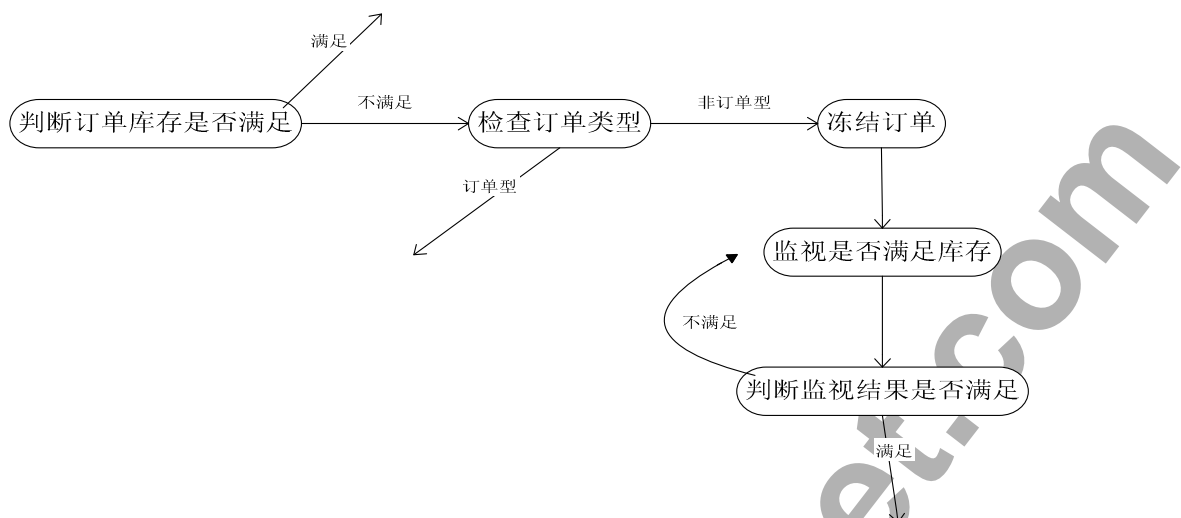 满足
判断订单库存是否满足
不满足
检查订单类型
非订单型
冻结订单
订单型
监视是否满足库存
不满足
判断监视结果是否满足
满足
et.com